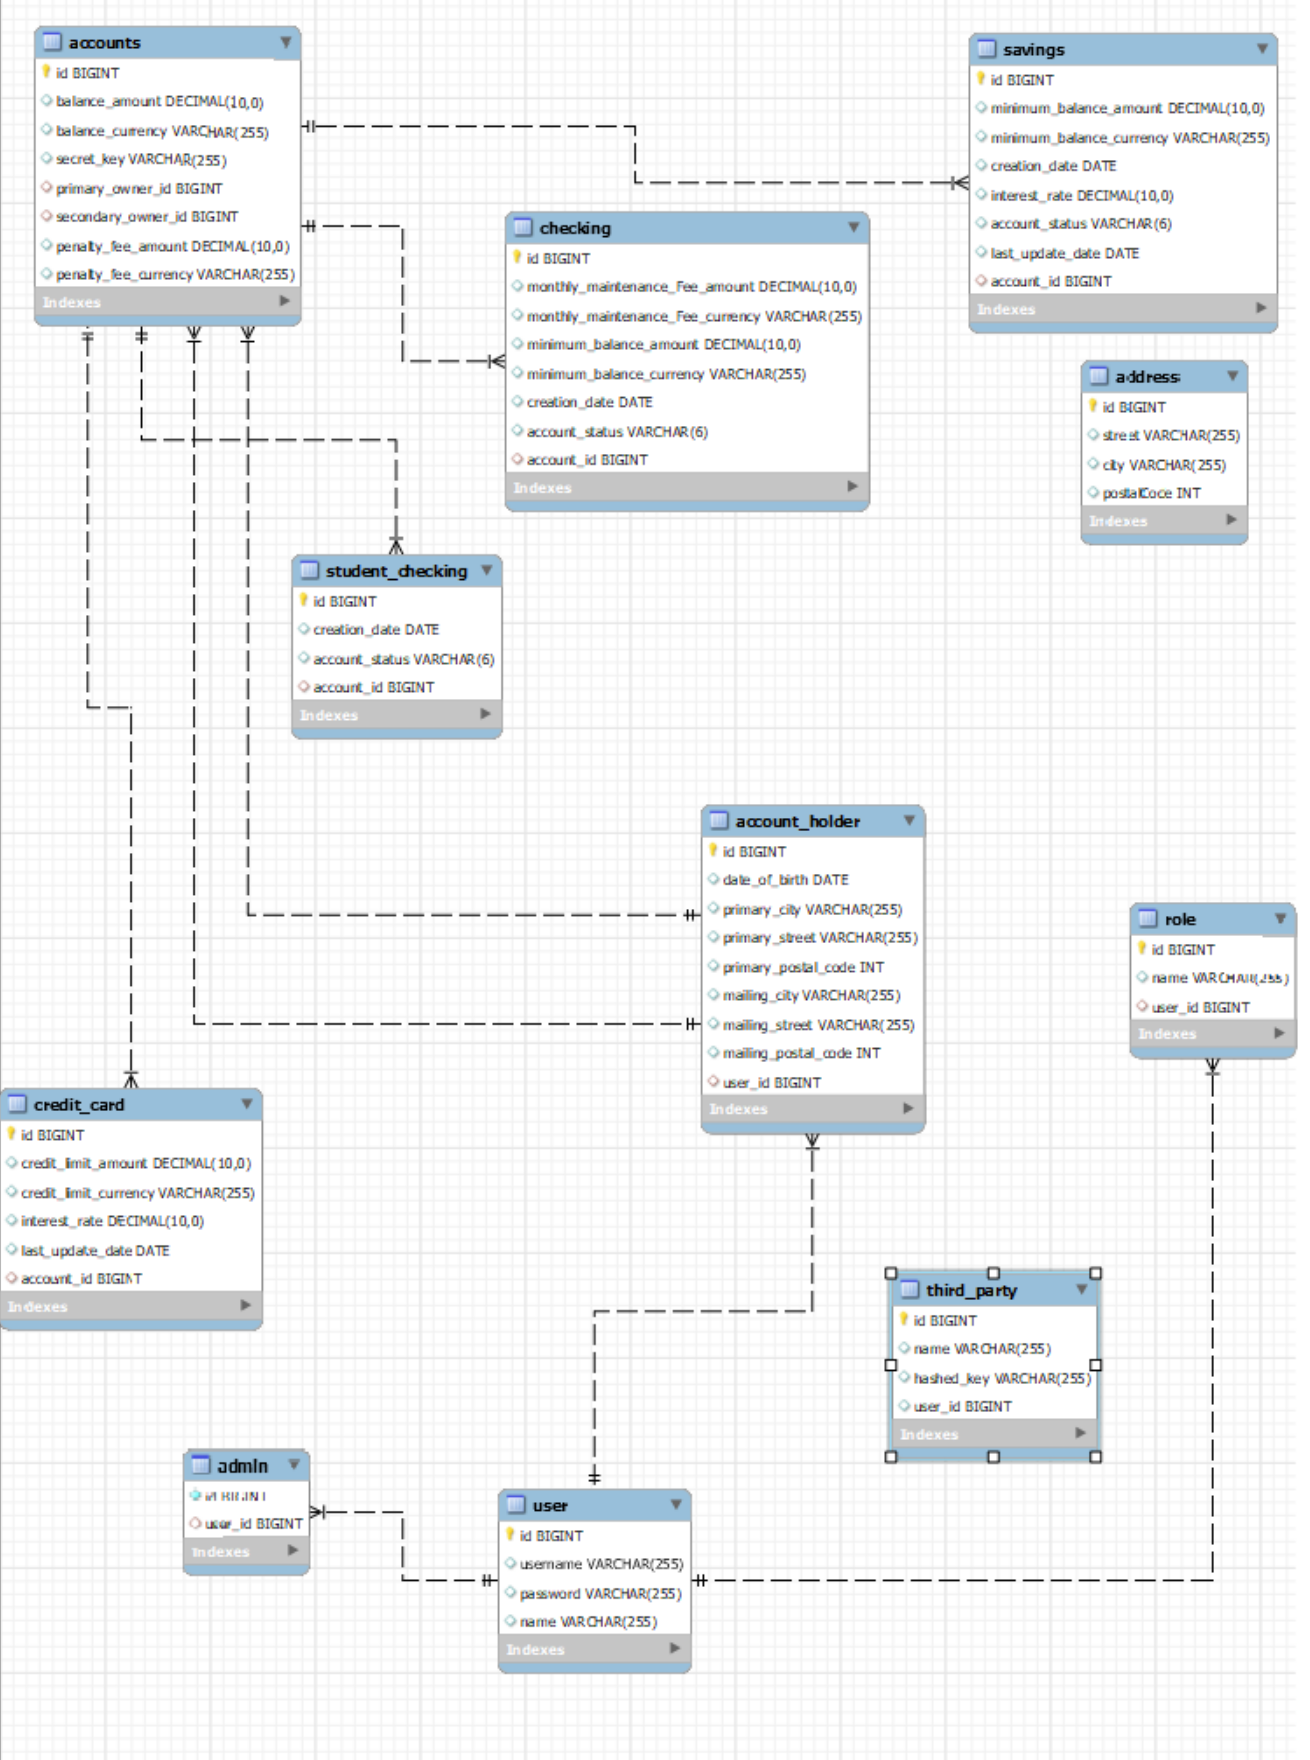 accounts
id BIGINT
balance_amount DECIMAL(10,0)
balance_currency VARCHAR(255)
secret_key VARCHAR(255)
primary_owner_id BIGINT
secondary_owner_id BIGINT
penalty_fee_amount DECIMAL(10,0)
penalty_fee_currency VARCHAR(255)
Indexes
savings
id BIGINT
minimum_balance_amount DECIMAL(10,0)
minimum_balance_currency VARCHAR(255)
creation_date DATE
interest_rate DECIMAL(10,0)
account_status VARCHAR(6)
last_update_date DATE
account_id BIGINT
Indexes
checking
id BIGINT
monthly_maintenance_Fee_amount DECIMAL(10,0)
monthly_maintenance_Fee_currency VARCHAR(255)
minimum_balance_amount DECIMAL(10,0)
minimum_balance_currency VARCHAR(255)
creation_date DATE
account_status VARCHAR(6)
account_id BIGINT
Indexes
address
id BIGINT
street VARCHAR(255)
city VARCHAR(255)
postalCoce INT
Indexes
student_checking
id BIGINT
creation_date DATE
account_status VARCHAR(6)
account_id BIGINT
Indexes
account_holder
id BIGINT
date_of_birth DATE
primary_city VARCHAR(255)
primary_street VARCHAR(255)
primary_postal_code INT
mailing_city VARCHAR(255)
mailing_street VARCHAR(255)
mailing_postal_code INT
user_id BIGINT
Indexes
role
id BIGINT
name VARCHAR(255)
user_id BIGINT
Indexes
credit_card
id BIGINT
credit_limit_amount DECIMAL(10,0)
credit_limit_currency VARCHAR(255)
interest_rate DECIMAL(10,0)
last_update_date DATE
account_id BIGINT
Indexes
third_party
id BIGINT
name VARCHAR(255)
hashed_key VARCHAR(255)
user_id BIGINT
Indexes
admin
id BIGINT
user_id BIGINT
Indexes
user
id BIGINT
username VARCHAR(255)
password VARCHAR(255)
name VARCHAR(255)
Indexes